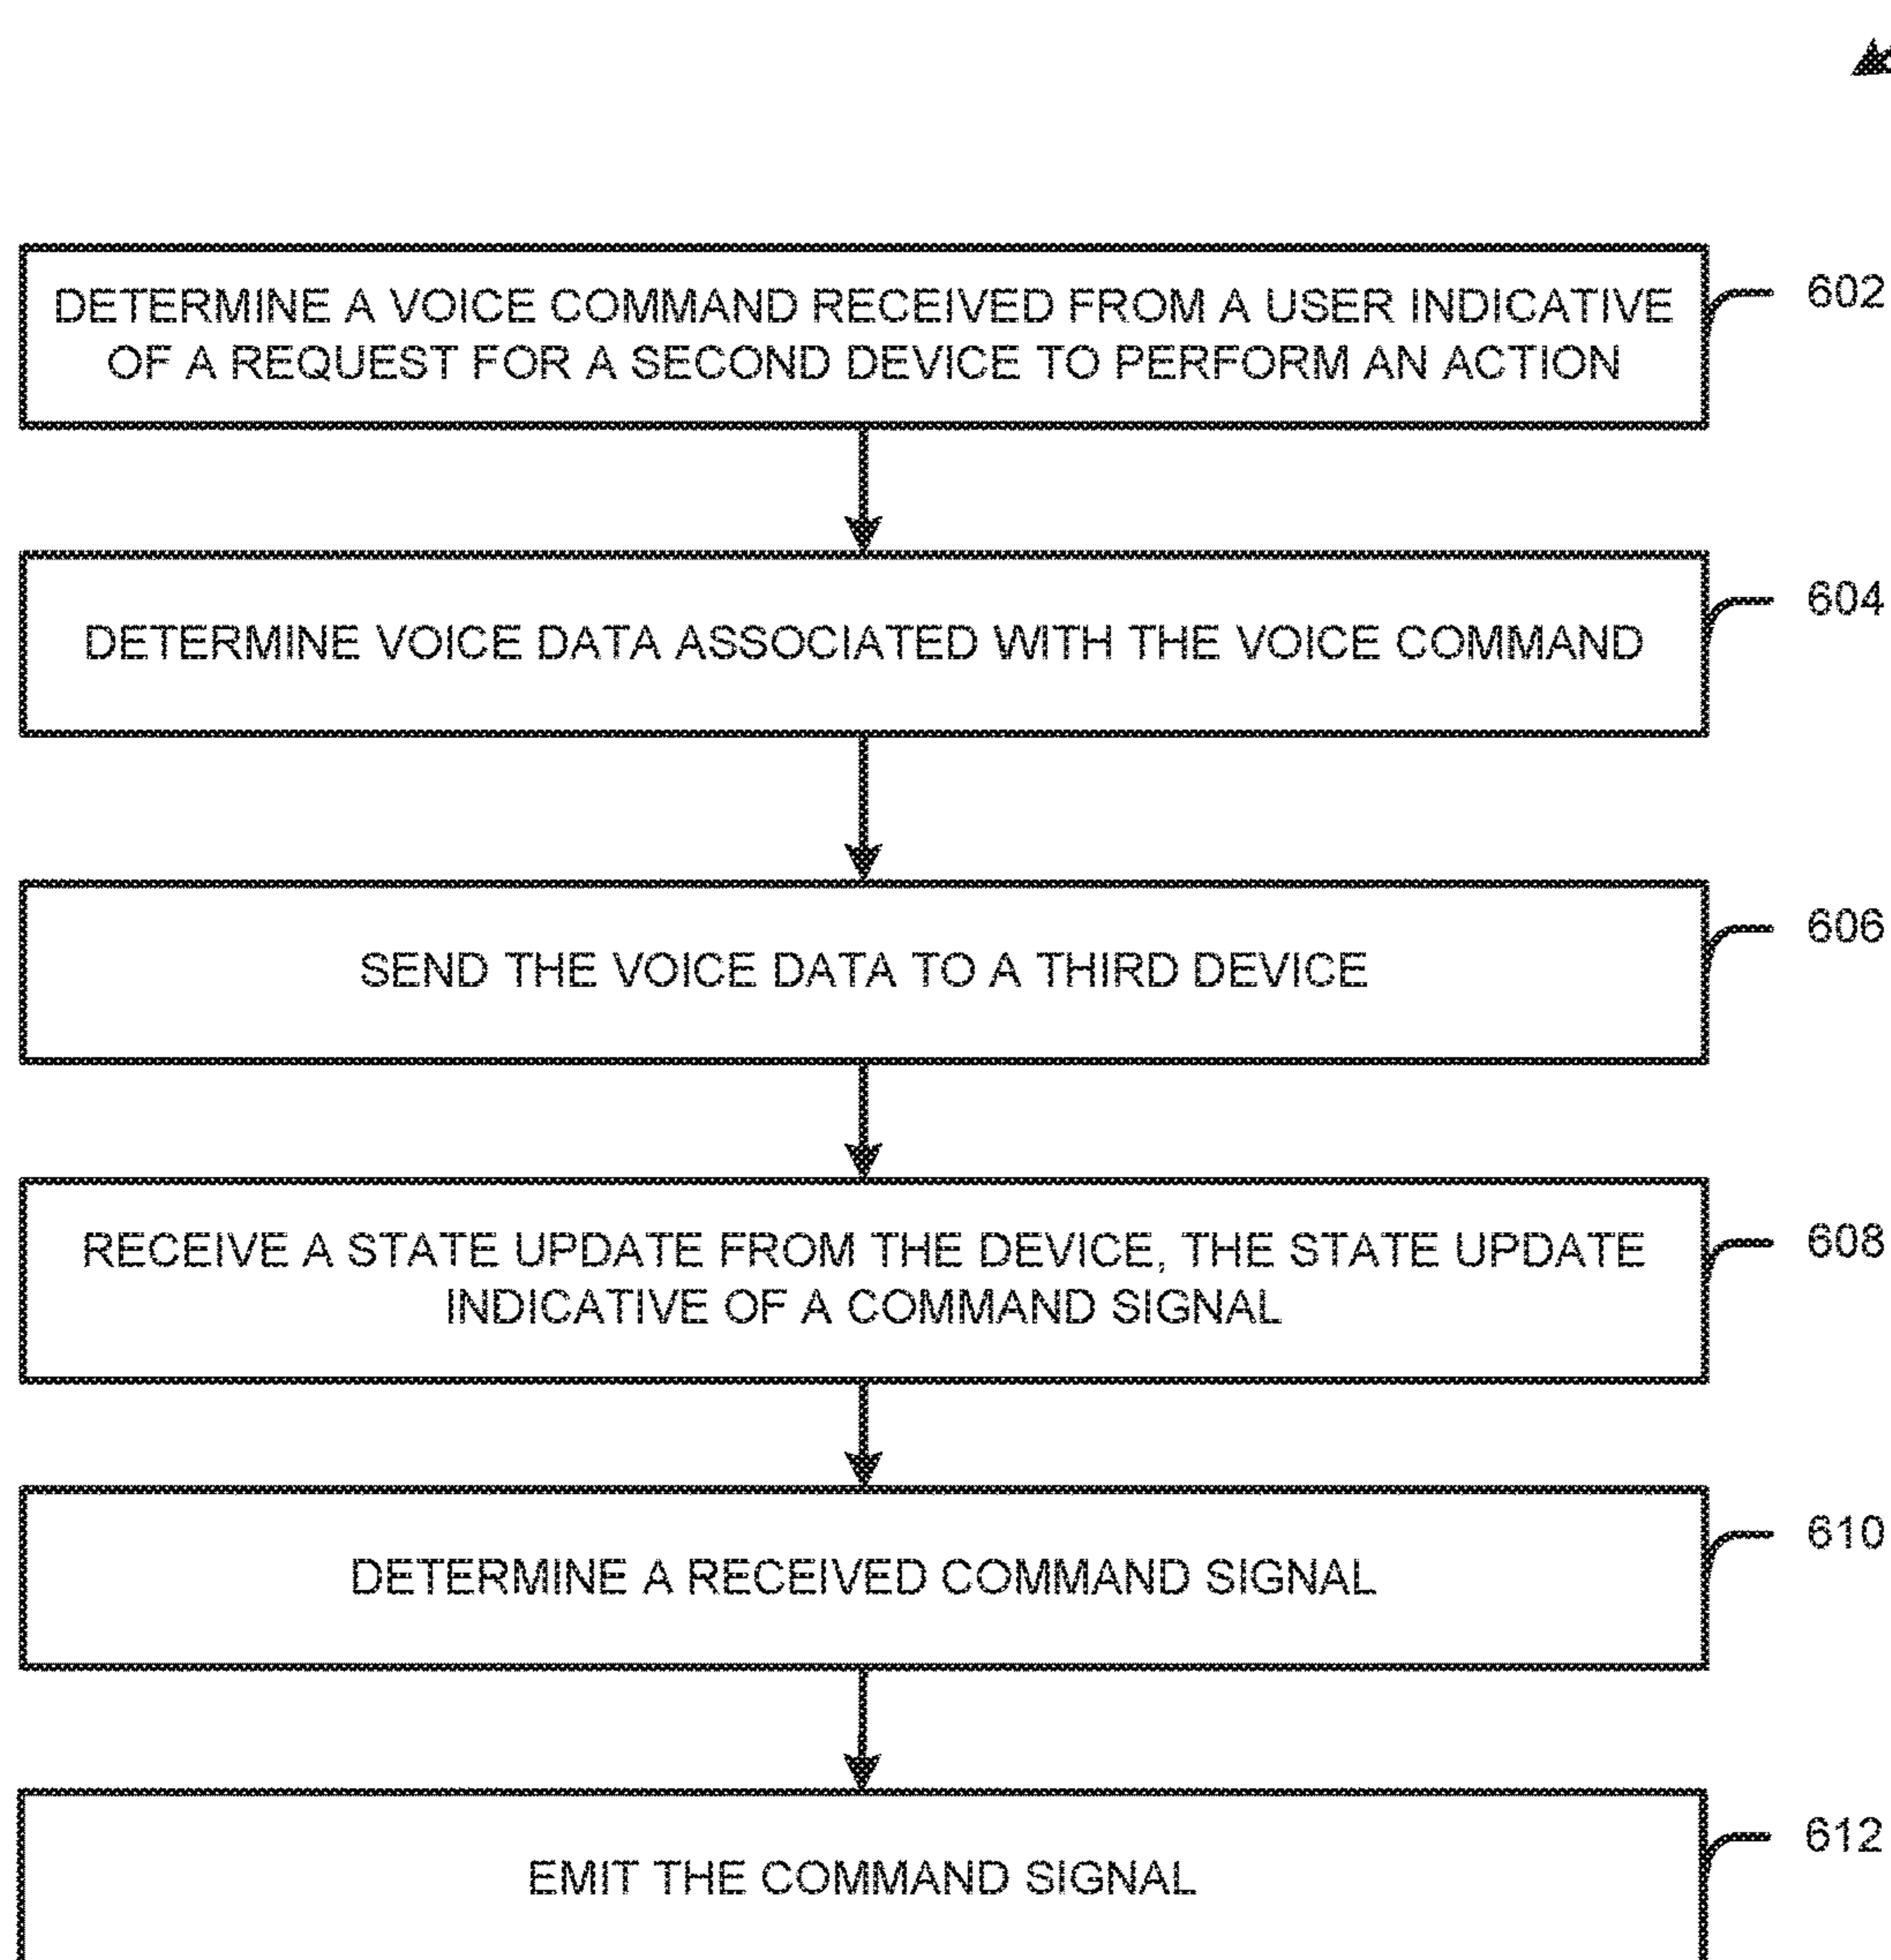 DETERMINE A VOICE COMMAND RECEIVED FROM A USER INDICATIVE
OF A REQUEST FOR A SECOND DEVICE TO PERFORM AN ACTION
602
DETERMINE VOICE DATA ASSOCIATED WITH THE VOICE COMMAND
604
SEND THE VOICE DATA TO A THIRD DEVICE
606
RECEIVE A STATE UPDATE FROM THE DEVICE, THE STATE UPDATE
INDICATIVE OF A COMMAND SIGNAL
608
DETERMINE A RECEIVED COMMAND SIGNAL
610
EMIT THE COMMAND SIGNAL
612